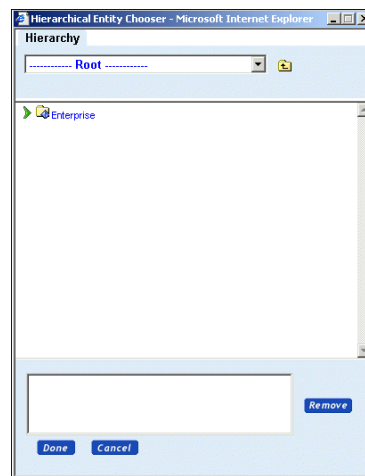 Hierarchical Entity Chooser - Microsoft Internet Explorer
Hierarchy
------------ Root ------------
Enterprise
Remove
Done Cancel